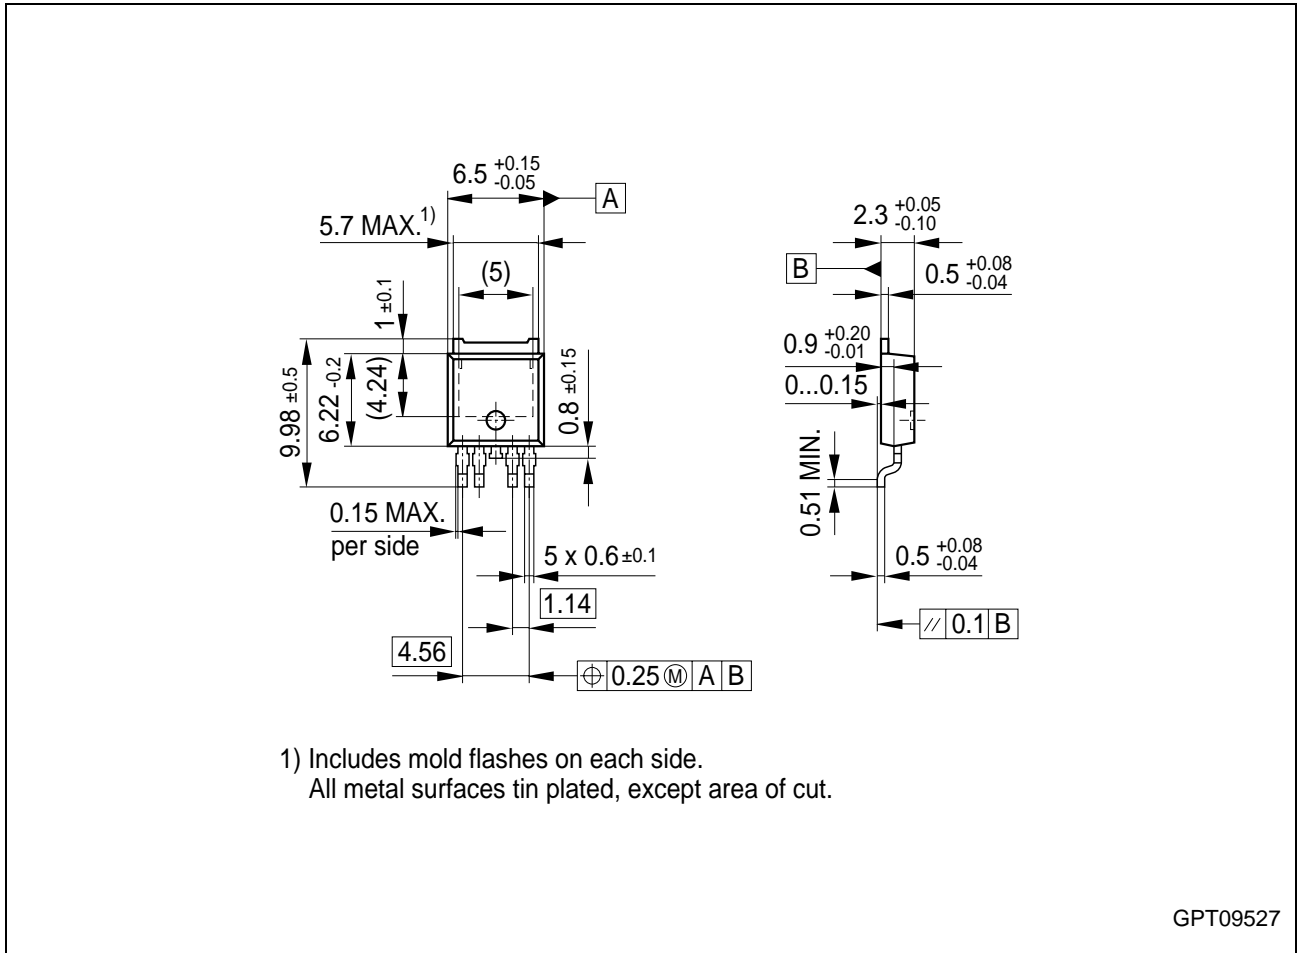 6.5 +0.15 -0.05
A
5.7 MAX.1)
(5)
1 ±0.1
9.98 ±0.5
6.22 -0.2
(4.24)
0.8 ±0.15
0.15 MAX.
per side
5 x 0.6 ±0.1
1.14
4.56
⌖ 0.25 Ⓜ A B
2.3 +0.05 -0.10
B
0.5 +0.08 -0.04
0.9 +0.20 -0.01
0...0.15
0.51 MIN.
0.5 +0.08 -0.04
// 0.1 B
1) Includes mold flashes on each side.
All metal surfaces tin plated, except area of cut.
GPT09527